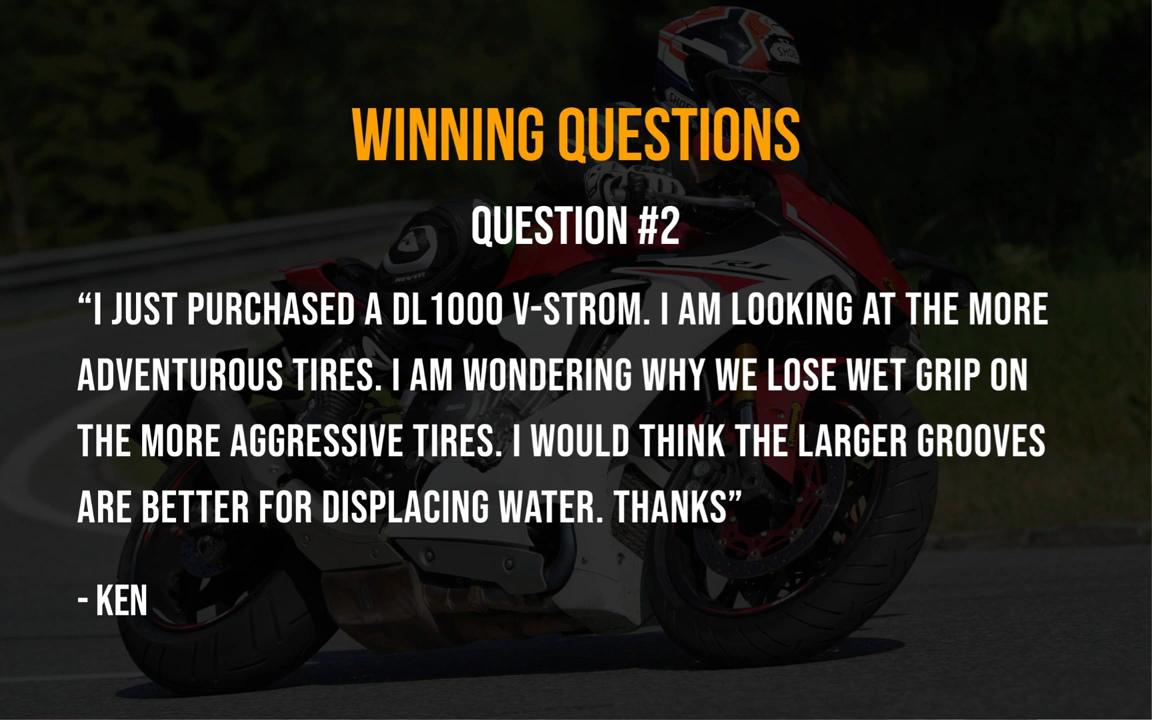 WINNING QUESTIONS
QUESTION #2
“I JUST PURCHASED A DL1000 V-STROM. I AM LOOKING AT THE MORE
ADVENTUROUS TIRES. I AM WONDERING WHY WE LOSE WET GRIP ON
THE MORE AGGRESSIVE TIRES. I WOULD THINK THE LARGER GROOVES
ARE BETTER FOR DISPLACING WATER. THANKS”
- KEN
SHOEI
R1